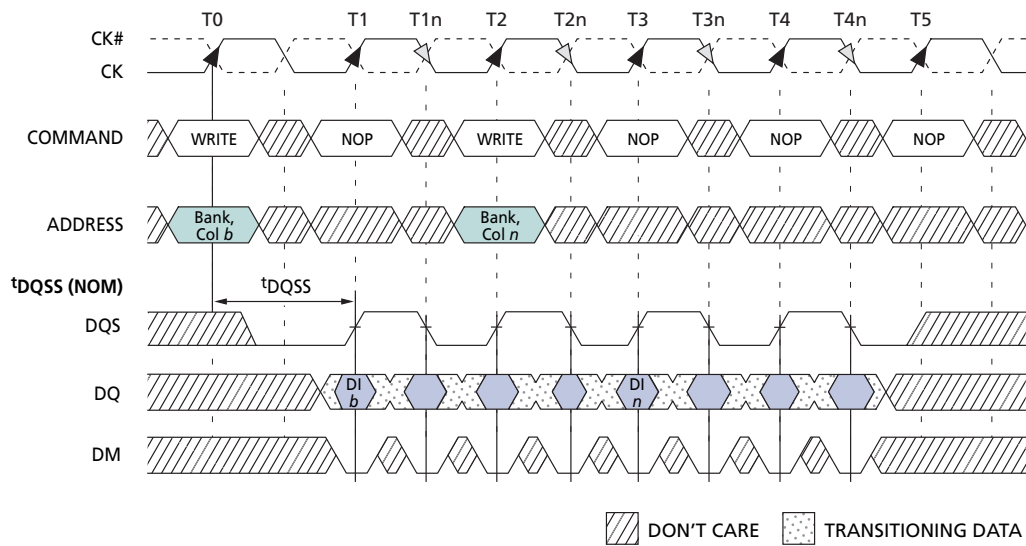 T0 T1 T1n T2 T2n T3 T3n T4 T4n T5
CK#
CK
COMMAND WRITE NOP WRITE NOP NOP NOP
ADDRESS Bank, Col b Bank, Col n
tDQSS (NOM) tDQSS
DQS
DQ DI b DI n
DM
DON'T CARE TRANSITIONING DATA